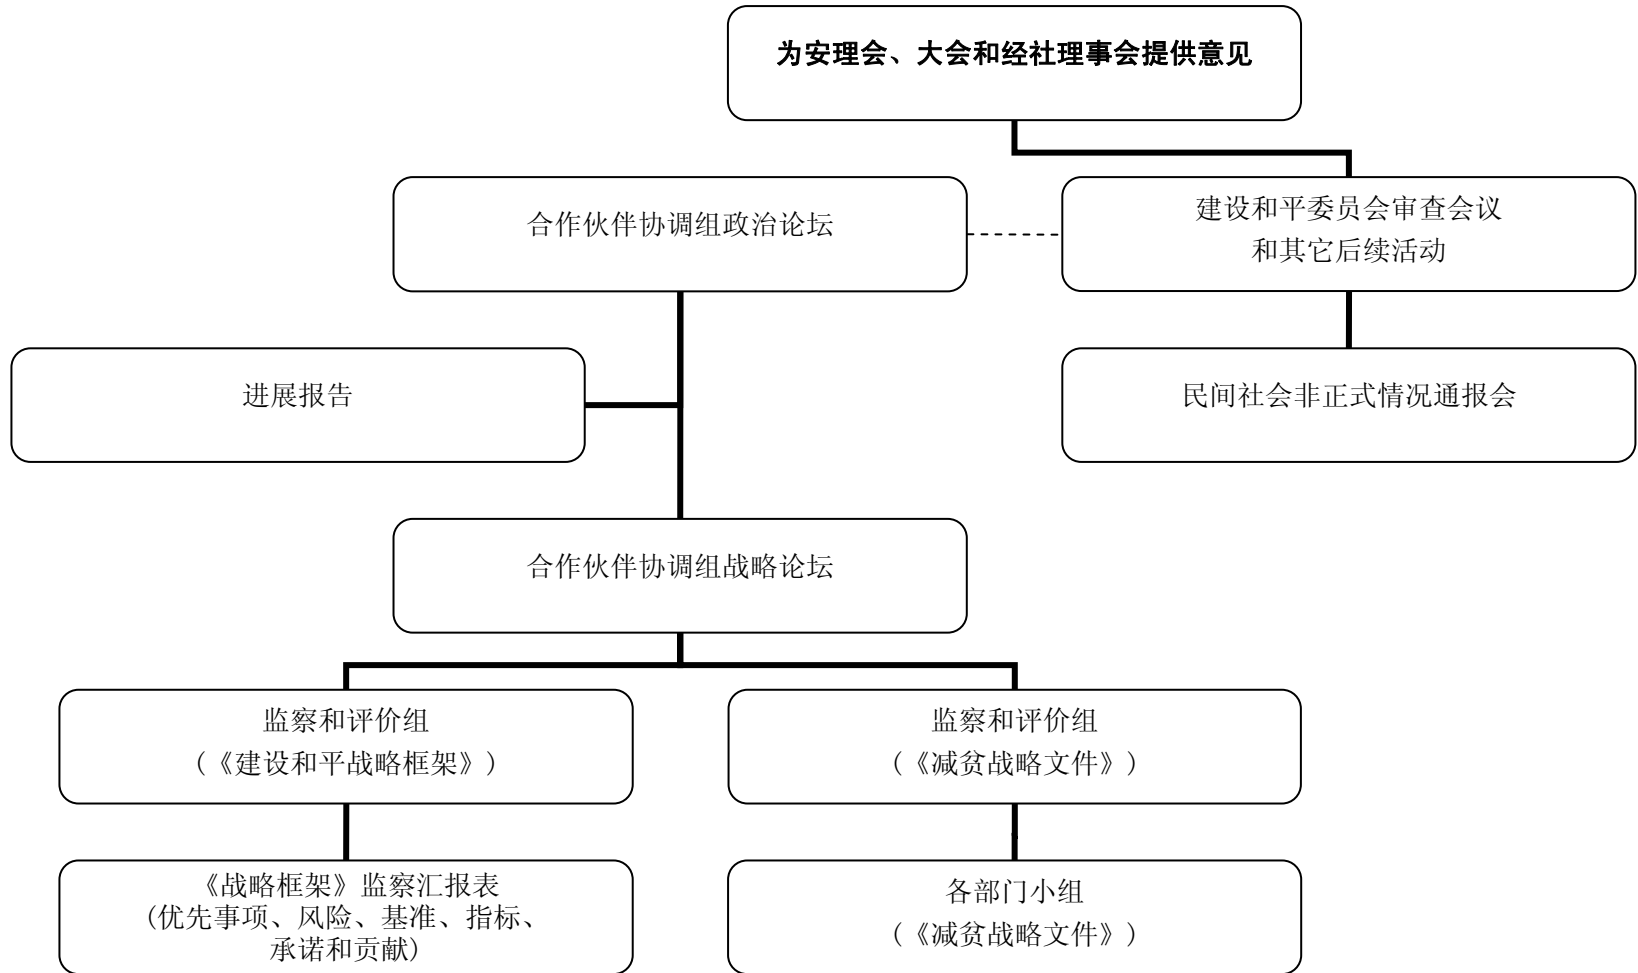 为安理会、大会和经社理事会提供意见
合作伙伴协调组政治论坛
建设和平委员会审查会议
和其它后续活动
进展报告
民间社会非正式情况通报会
合作伙伴协调组战略论坛
监察和评价组
(《建设和平战略框架》)
监察和评价组
(《减贫战略文件》)
《战略框架》监察汇报表
(优先事项、风险、基准、指标、
承诺和贡献)
各部门小组
(《减贫战略文件》)